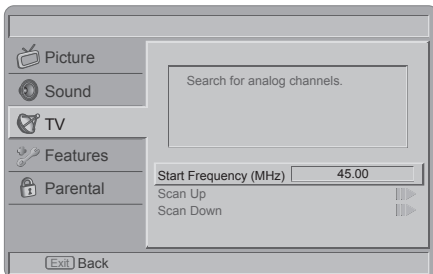 Picture
Sound
TV
Features
Parental
Search for analog channels.
Start Frequency (MHz) 45.00
Scan Up
Scan Down
Exit Back